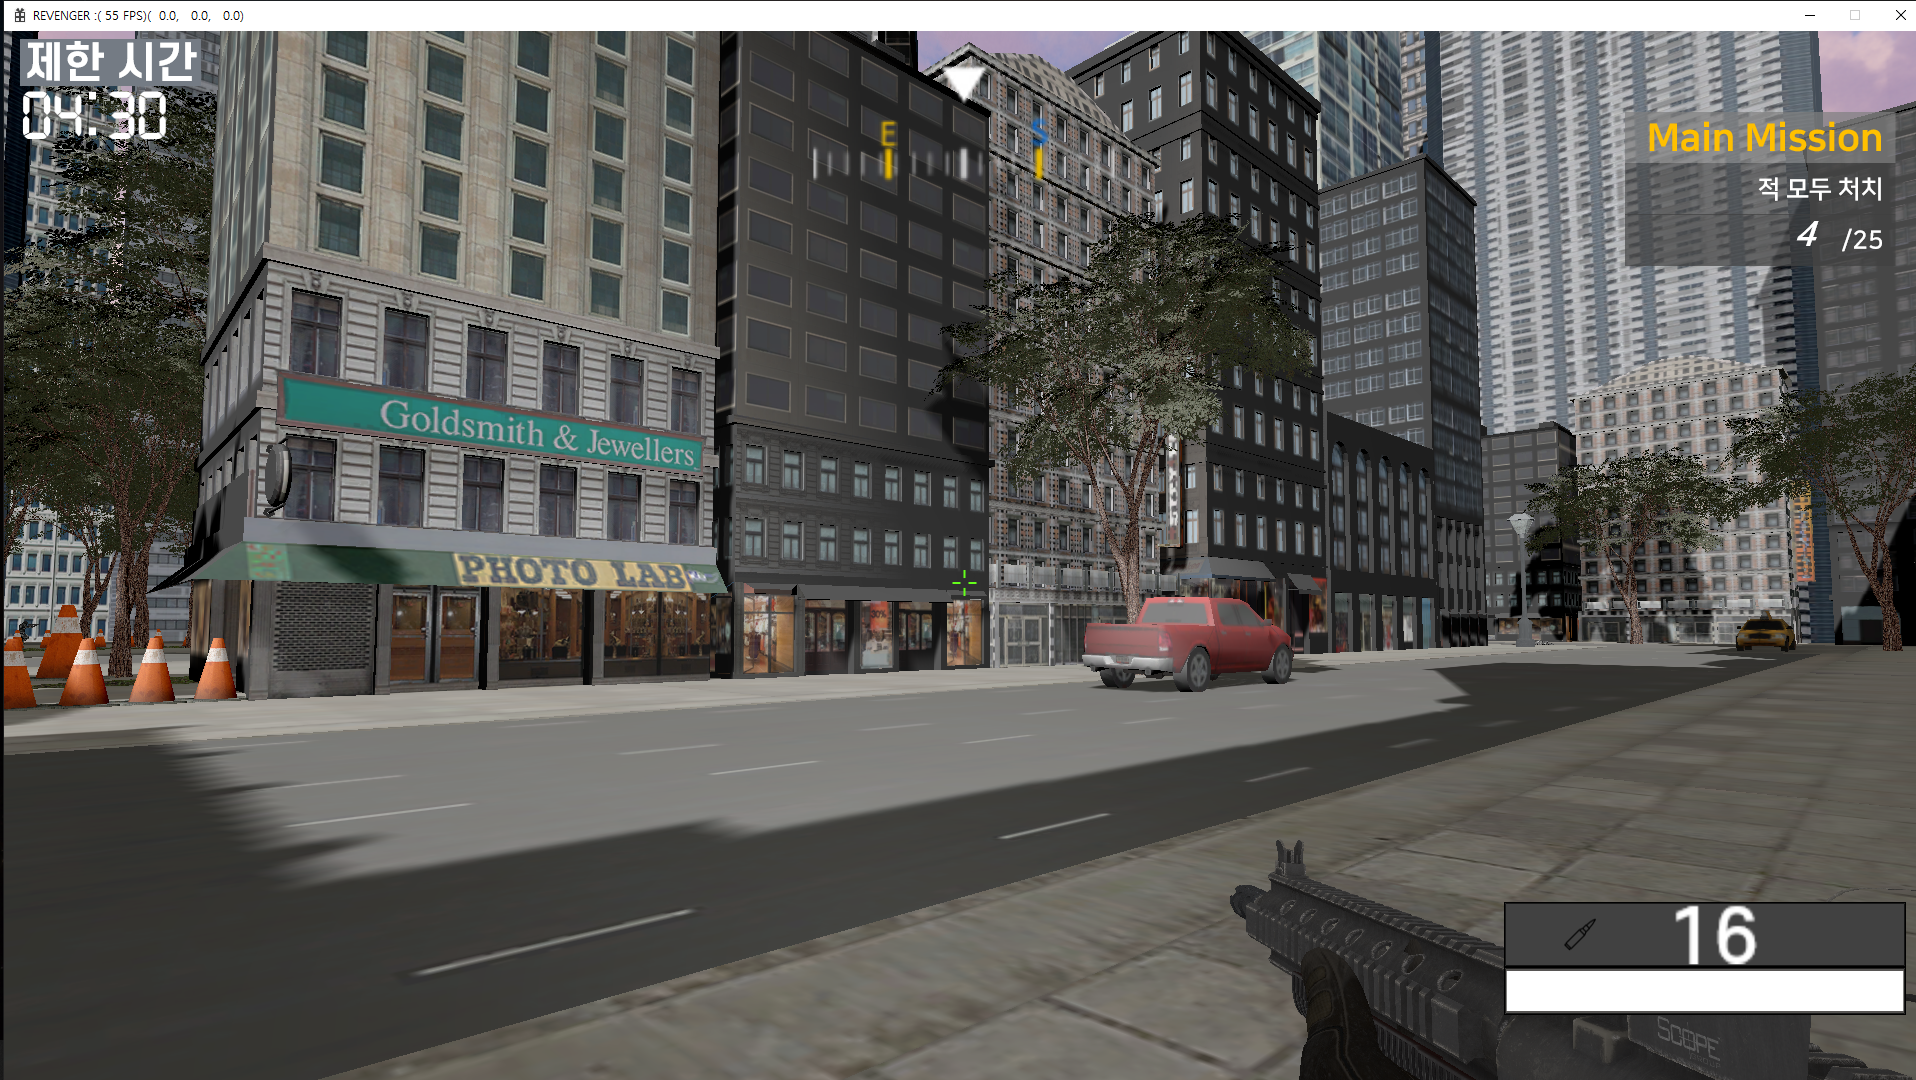 REVENGER :( 55 FPS)( 0.0, 0.0, 0.0)
제한 시간
04:30
E
S
Main Mission
적 모두 처치
4 /25
Goldsmith & Jewellers
PHOTO LAB
16
SCOPE